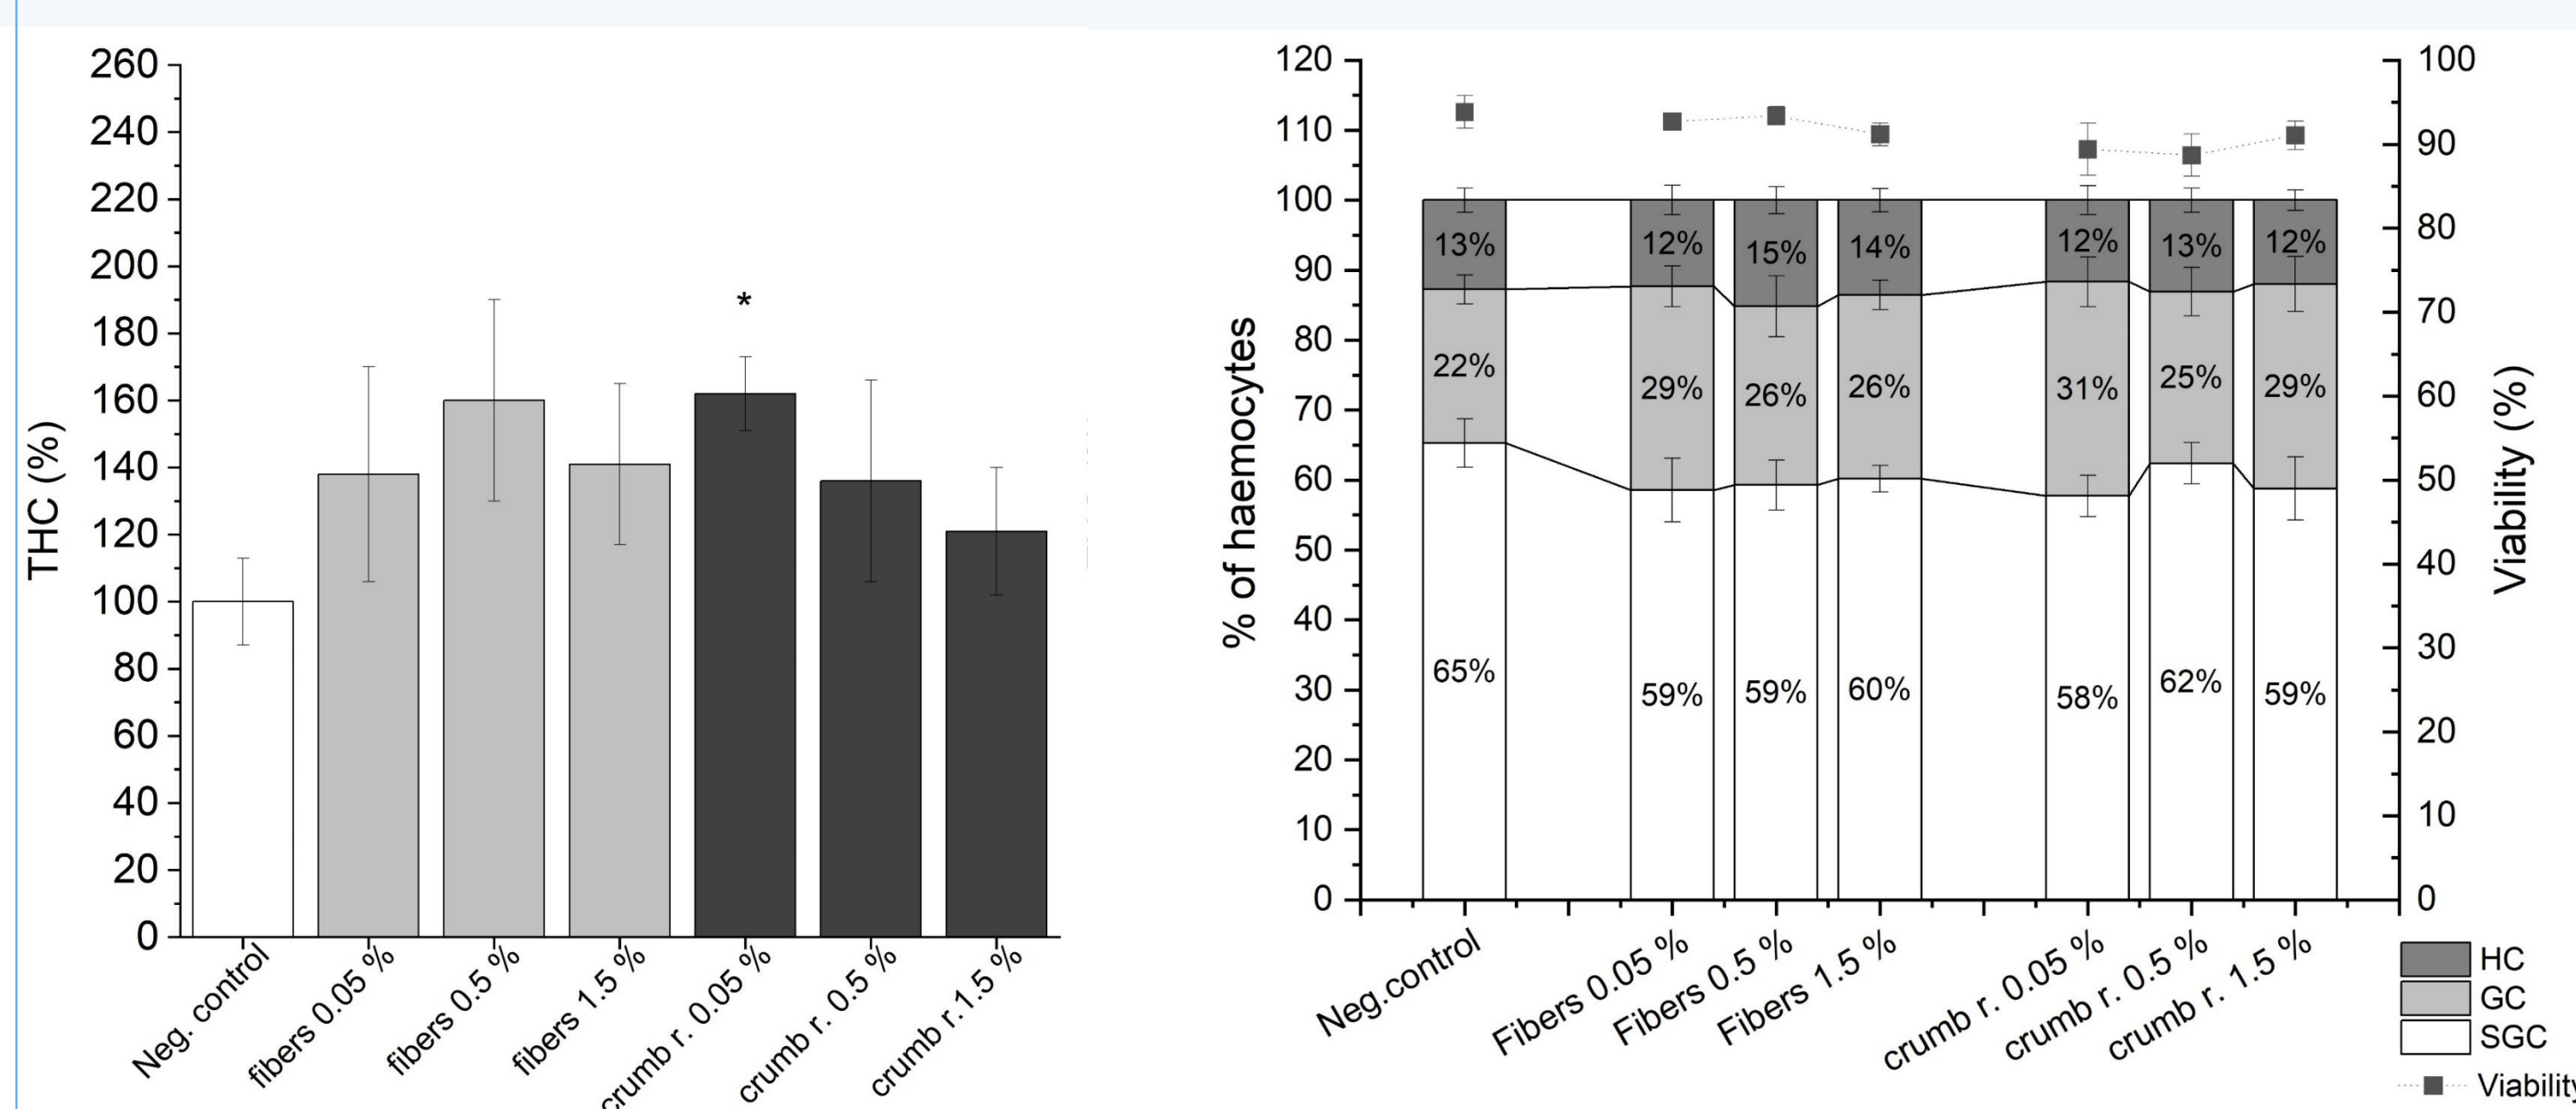 260
240
220
200
180
160
140
120
100
80
60
40
20
0
THC (%)
*
Neg. control
fibers 0.05 %
fibers 0.5 %
fibers 1.5 %
crumb r. 0.05 %
crumb r. 0.5 %
crumb r. 1.5 %
120
110
100
90
80
70
60
50
40
30
20
10
0
% of haemocytes
13% 12% 15% 14% 12% 13% 12%
22% 29% 26% 26% 31% 25% 29%
65% 59% 59% 60% 58% 62% 59%
100
90
80
70
60
50
40
30
20
10
0
Viability (%)
Neg.control
Fibers 0.05 %
Fibers 0.5 %
Fibers 1.5 %
crumb r. 0.05 %
crumb r. 0.5 %
crumb r. 1.5 %
HC
GC
SGC
Viability